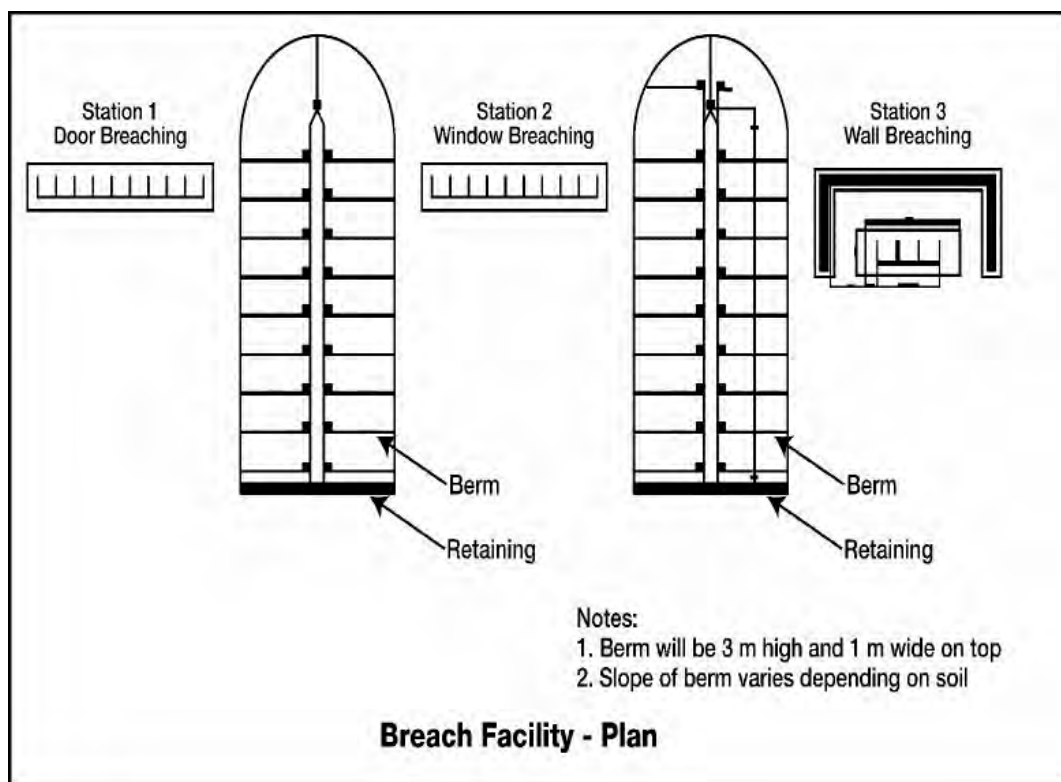 Station 1
Door Breaching
Station 2
Window Breaching
Station 3
Wall Breaching
Berm
Retaining
Berm
Retaining
Notes:
1. Berm will be 3 m high and 1 m wide on top
2. Slope of berm varies depending on soil
Breach Facility - Plan